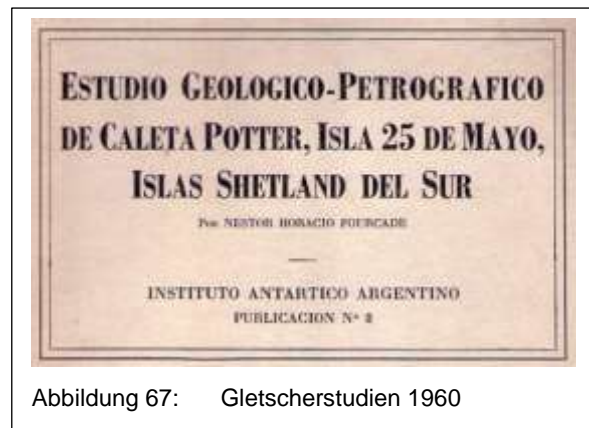 ESTUDIO GEOLOGICO-PETROGRAFICO
DE CALETA POTTER, ISLA 25 DE MAYO,
ISLAS SHETLAND DEL SUR
Por NESTOR HORACIO FOURCADE
INSTITUTO ANTARTICO ARGENTINO
PUBLICACION Nº 8
Abbildung 67: Gletscherstudien 1960